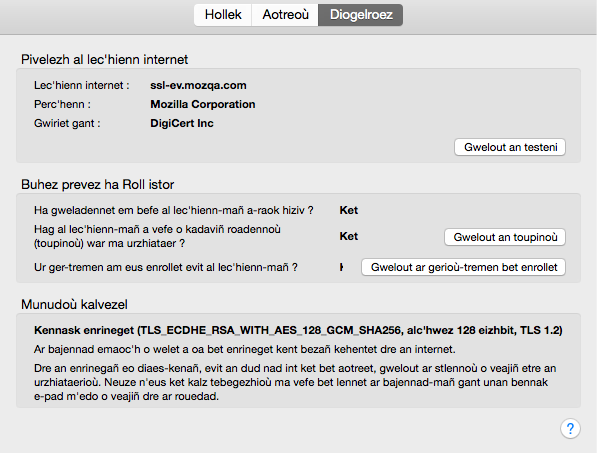 Hollek Aotreoù Diogelroez
Pivelezh al lec'hienn internet
Lec'hienn internet : ssl-ev.mozqa.com
Perc'henn : Mozilla Corporation
Gwiriet gant : DigiCert Inc
Gwelout an testeni
Buhez prevez ha Roll istor
Ha gweladennet em befe al lec'hienn-mañ a-raok hiziv ? Ket
Hag al lec'hienn-mañ a vefe o kadaviñ roadennoù
(toupinoù) war ma urzhiataer ? Ket Gwelout an toupinoù
Ur ger-tremen am eus enrollet evit al lec'hienn-mañ ? Gwelout ar gerioù-tremen bet enrollet
Munudoù kalvezel
Kennask enrineget (TLS_ECDHE_RSA_WITH_AES_128_GCM_SHA256, alc'hwez 128 eizhbit, TLS 1.2)
Ar bajennad emaoc'h o welet a oa bet enrineget kent bezañ kehentet dre an internet.
Dre an enrinegañ eo diaes-kenañ, evit an dud nad int ket bet aotreet, gwelout ar stlennoù o veajiñ etre an
urzhiataerioù. Neuze n'eus ket kalz tebegezhioù ma vefe bet lennet ar bajennad-mañ gant unan bennak
e-pad m'edo o veajiñ dre ar rouedad.
?